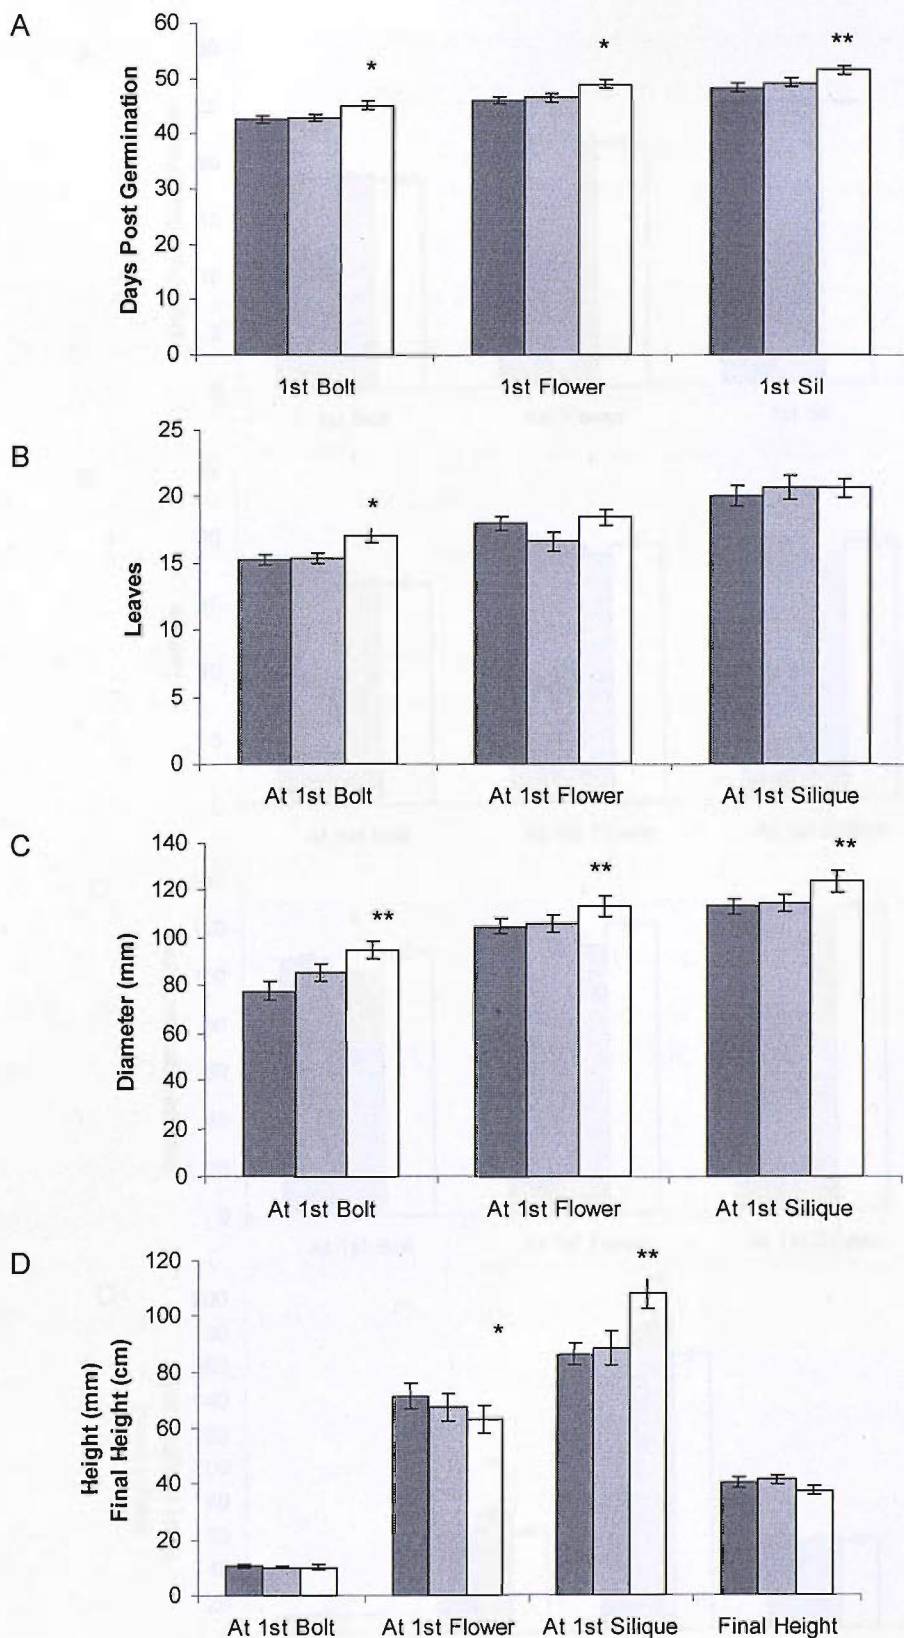 A
60
50
40
30
20
10
0
Days Post Germination
*
*
**
1st Bolt 1st Flower 1st Sil
B
25
20
15
10
5
0
Leaves
*
At 1st Bolt At 1st Flower At 1st Silique
C
140
120
100
80
60
40
20
0
Diameter (mm)
**
**
**
At 1st Bolt At 1st Flower At 1st Silique
D
120
100
80
60
40
20
0
Height (mm)
Final Height (cm)
*
**
At 1st Bolt At 1st Flower At 1st Silique Final Height